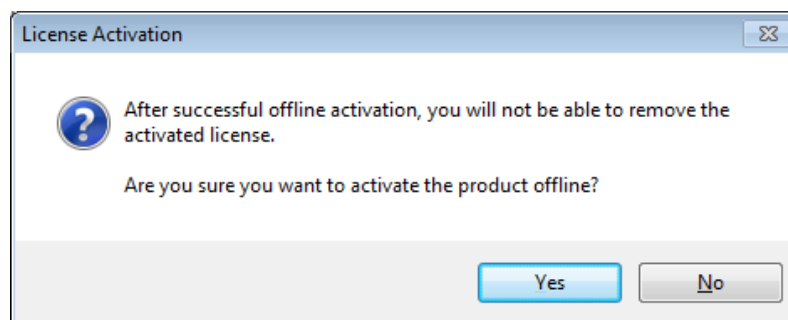 License Activation
After successful offline activation, you will not be able to remove the
activated license.
Are you sure you want to activate the product offline?
Yes
No